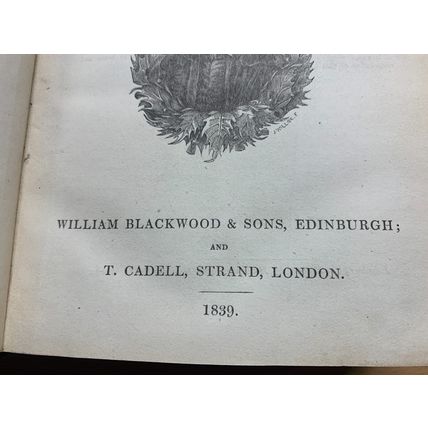 WILLIAM BLACKWOOD & SONS, EDINBURGH;
AND
T. CADELL, STRAND, LONDON.
1839.